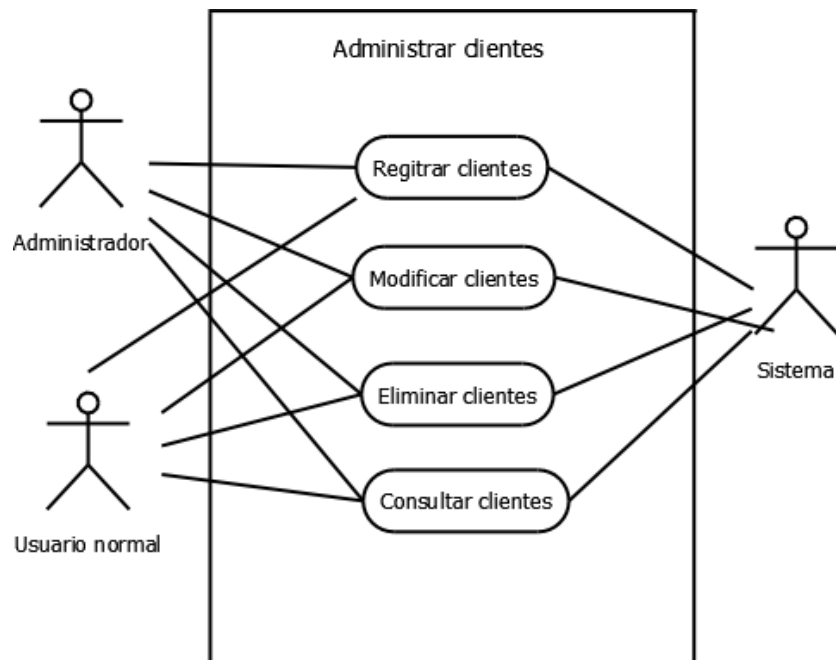 Administrar clientes
Regitrar clientes
Administrador
Modificar clientes
Sistema
Eliminar clientes
Consultar clientes
Usuario normal